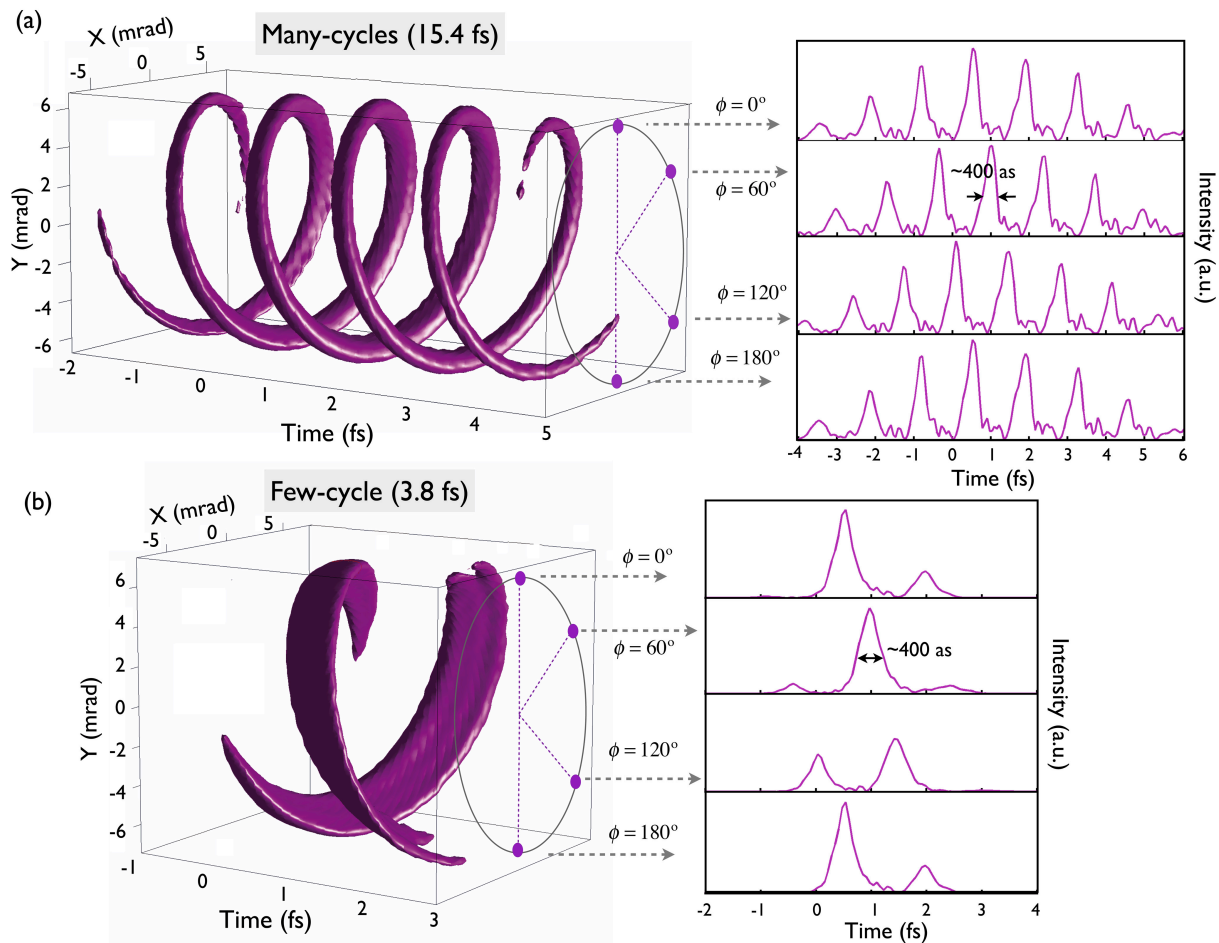 (a)
Many-cycles (15.4 fs)
X (mrad)
-5 0 5
Y (mrad)
6
4
2
0
-2
-4
-6
-2 -1 0 1 2 3 4 5
Time (fs)
ϕ = 0º
ϕ = 60º
ϕ = 120º
ϕ = 180º
~400 as
Intensity (a.u.)
-4 -3 -2 -1 0 1 2 3 4 5 6
Time (fs)
(b)
Few-cycle (3.8 fs)
X (mrad)
-5 0 5
Y (mrad)
6
4
2
0
-2
-4
-6
-1 0 1 2 3
Time (fs)
ϕ = 0º
ϕ = 60º
ϕ = 120º
ϕ = 180º
~400 as
Intensity (a.u.)
-2 -1 0 1 2 3 4
Time (fs)